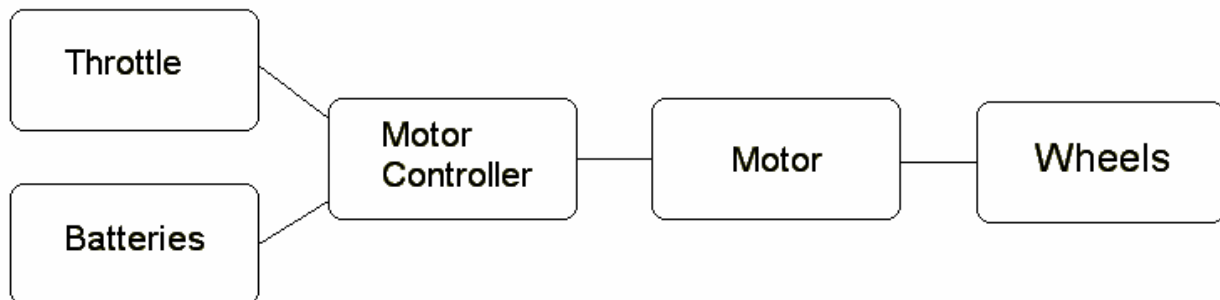 Throttle
Batteries
Motor
Controller
Motor
Wheels